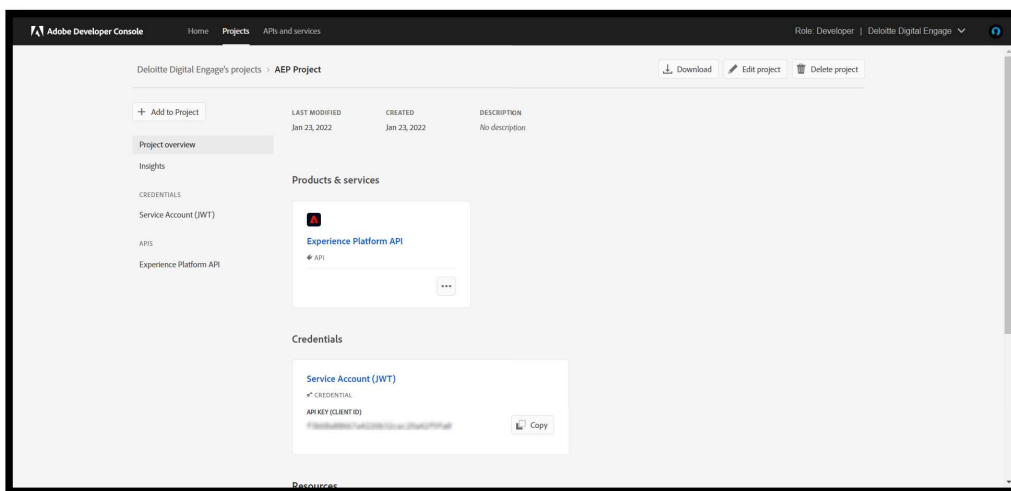 Adobe Developer Console Home Projects APIs and services Role: Developer | Deloitte Digital Engage
Deloitte Digital Engage's projects > AEP Project Download Edit project Delete project
+ Add to Project
Project overview
Insights
CREDENTIALS
Service Account (JWT)
APIS
Experience Platform API
LAST MODIFIED CREATED DESCRIPTION
Jan 23, 2022 Jan 23, 2022 No description
Products & services
Experience Platform API
API
Credentials
Service Account (JWT)
CREDENTIAL
API KEY (CLIENT ID)
Copy
Resources